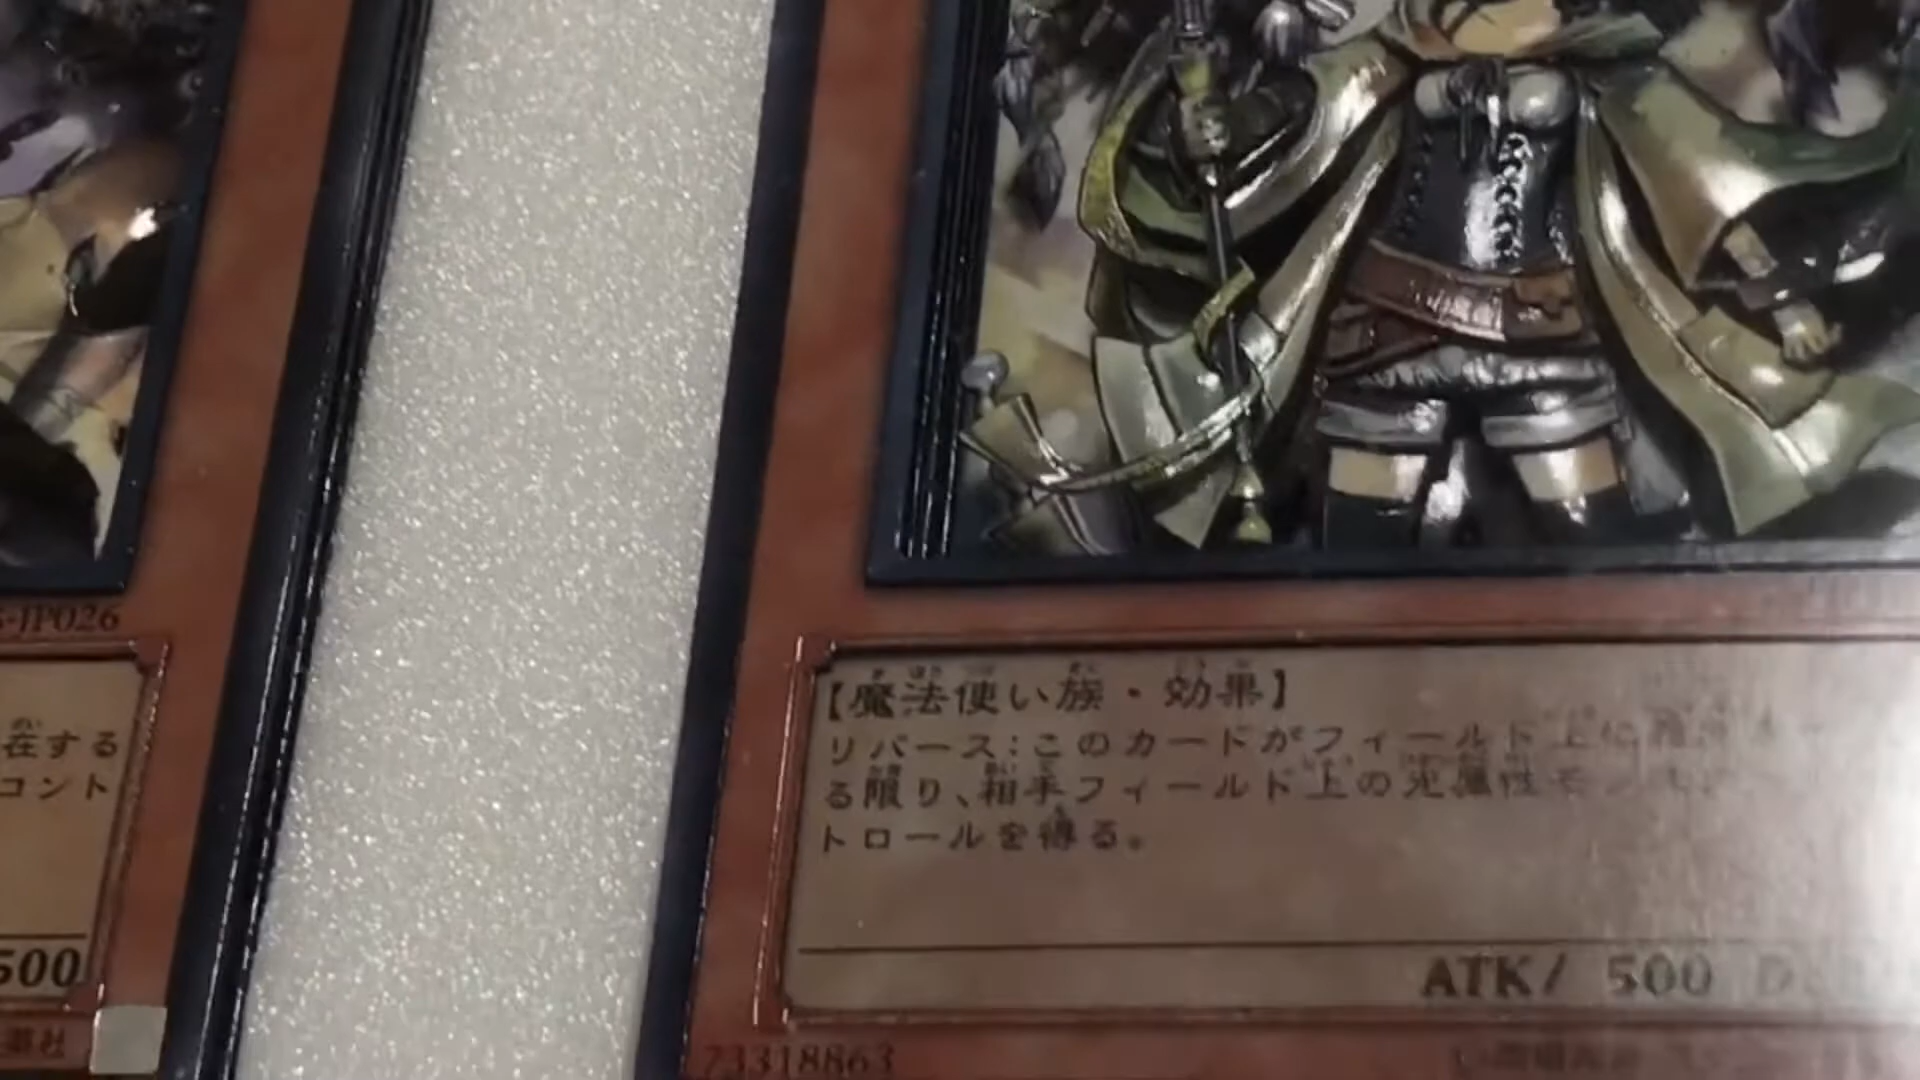 -JP026
在する
コント
500
【魔法使い族・効果】
リバース:このカードがフィールド上に
る限り、相手フィールド上の光属性モンス
トロールを得る。
ATK/ 500 D
73318863